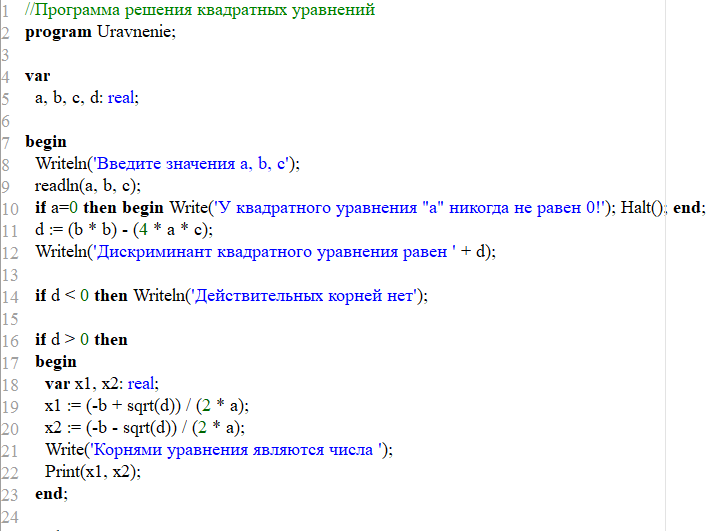 1 //Программа решения квадратных уравнений
2 program Uravnenie;
3
4 var
5 a, b, c, d: real;
6
7 begin
8 Writeln('Введите значения a, b, c');
9 readln(a, b, c);
10 if a=0 then begin Write('У квадратного уравнения "a" никогда не равен 0!'); Halt(); end;
11 d := (b * b) - (4 * a * c);
12 Writeln('Дискриминант квадратного уравнения равен ' + d);
13
14 if d < 0 then Writeln('Действительных корней нет');
15
16 if d > 0 then
17 begin
18 var x1, x2: real;
19 x1 := (-b + sqrt(d)) / (2 * a);
20 x2 := (-b - sqrt(d)) / (2 * a);
21 Write('Корнями уравнения являются числа ');
22 Print(x1, x2);
23 end;
24